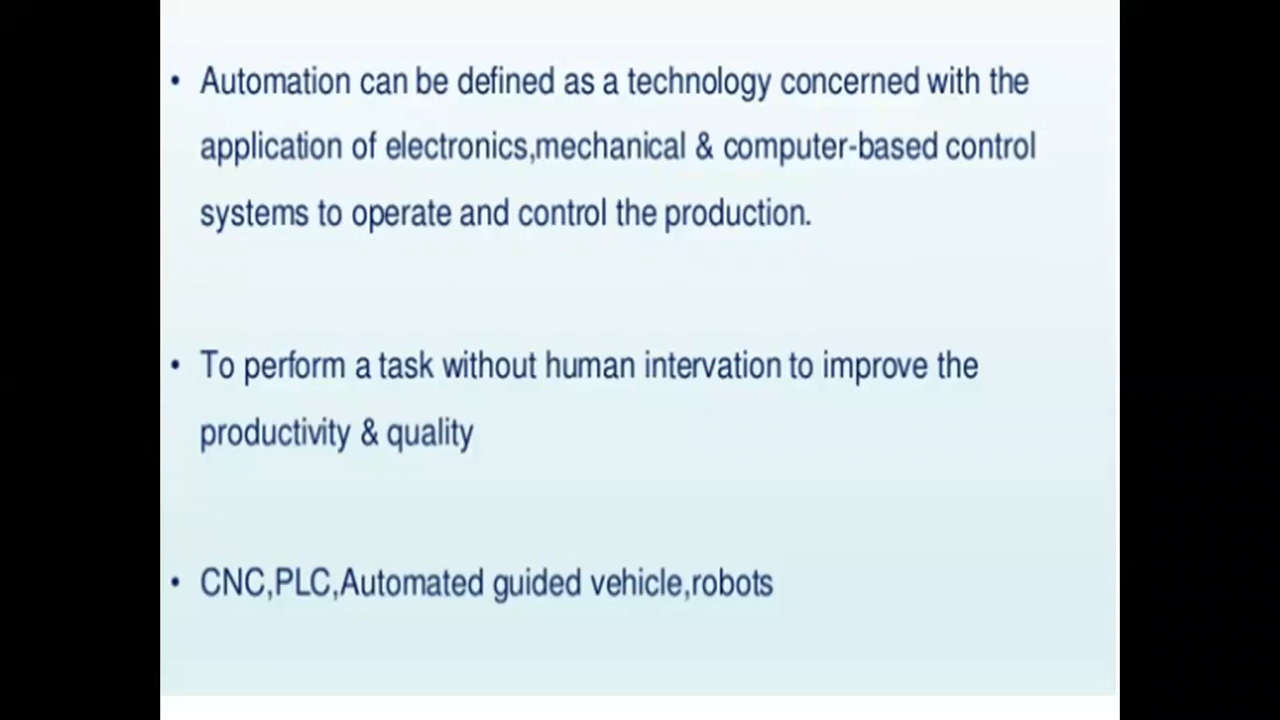 • Automation can be defined as a technology concerned with the
application of electronics,mechanical & computer-based control
systems to operate and control the production.
• To perform a task without human intervation to improve the
productivity & quality
• CNC,PLC,Automated guided vehicle,robots